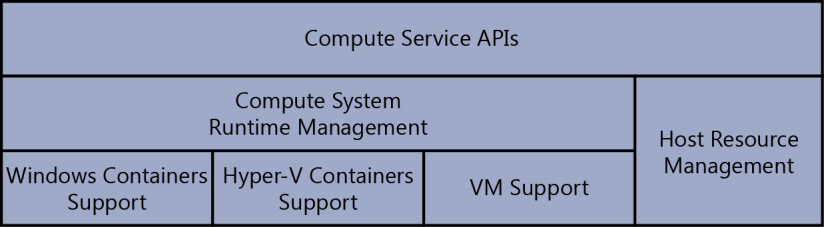 Compute Service APIs
Compute System
Runtime Management
Host Resource
Management
Windows Containers
Support
Hyper-V Containers
Support
VM Support